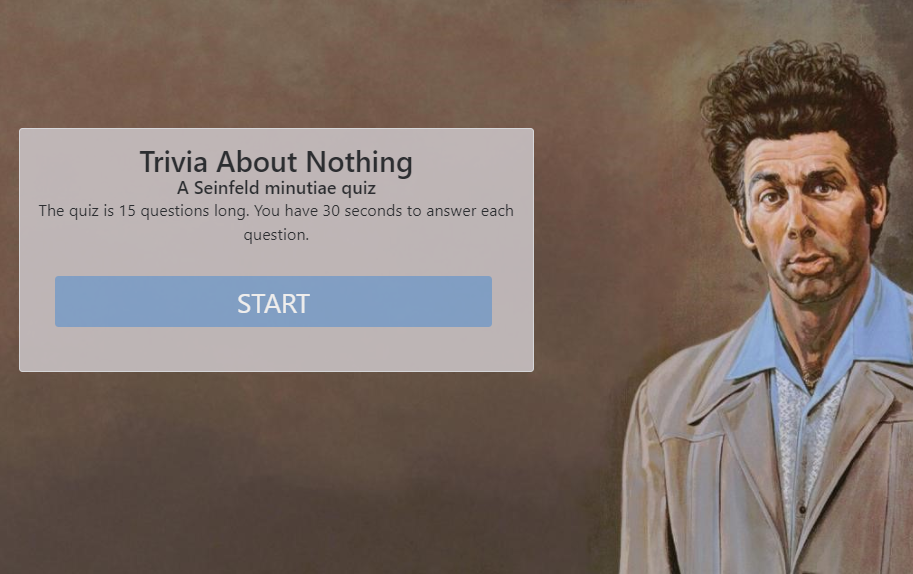 Trivia About Nothing
A Seinfeld minutiae quiz
The quiz is 15 questions long. You have 30 seconds to answer each
question.
START